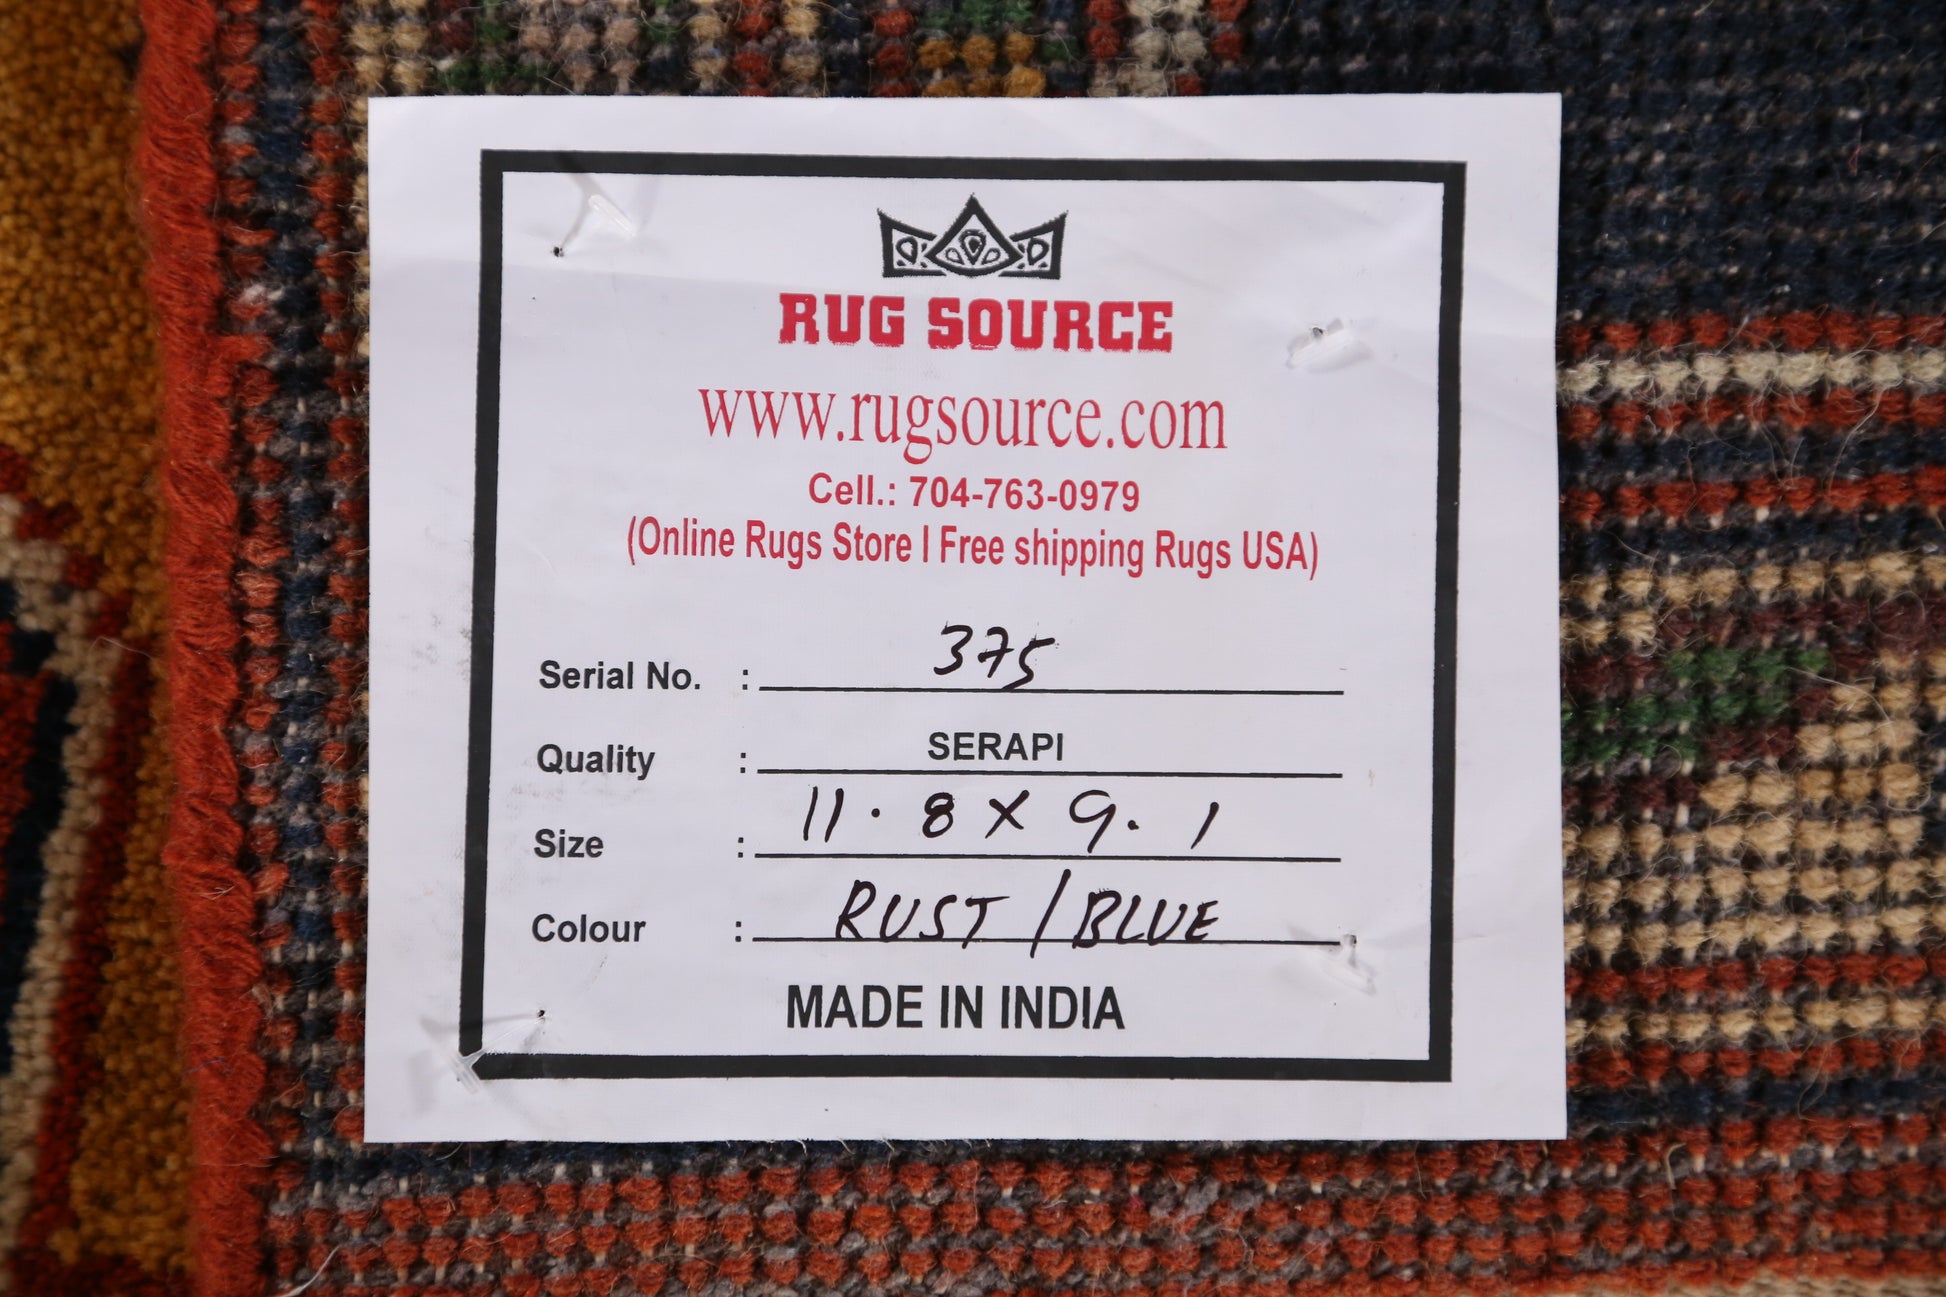 RUG SOURCE
www.rugsource.com
Cell.: 704-763-0979
(Online Rugs Store I Free shipping Rugs USA)
Serial No. : 375
Quality : SERAPI
Size : 11.8 X 9.1
Colour : RUST / BLUE
MADE IN INDIA